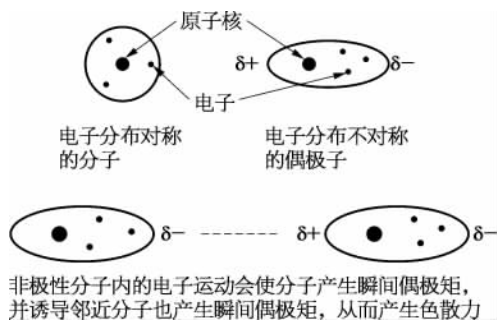 原子核
δ+
δ−
电子
电子分布对称
的分子
电子分布不对称
的偶极子
δ−
δ+
δ−
非极性分子内的电子运动会使分子产生瞬间偶极矩,
并诱导邻近分子也产生瞬间偶极矩, 从而产生色散力